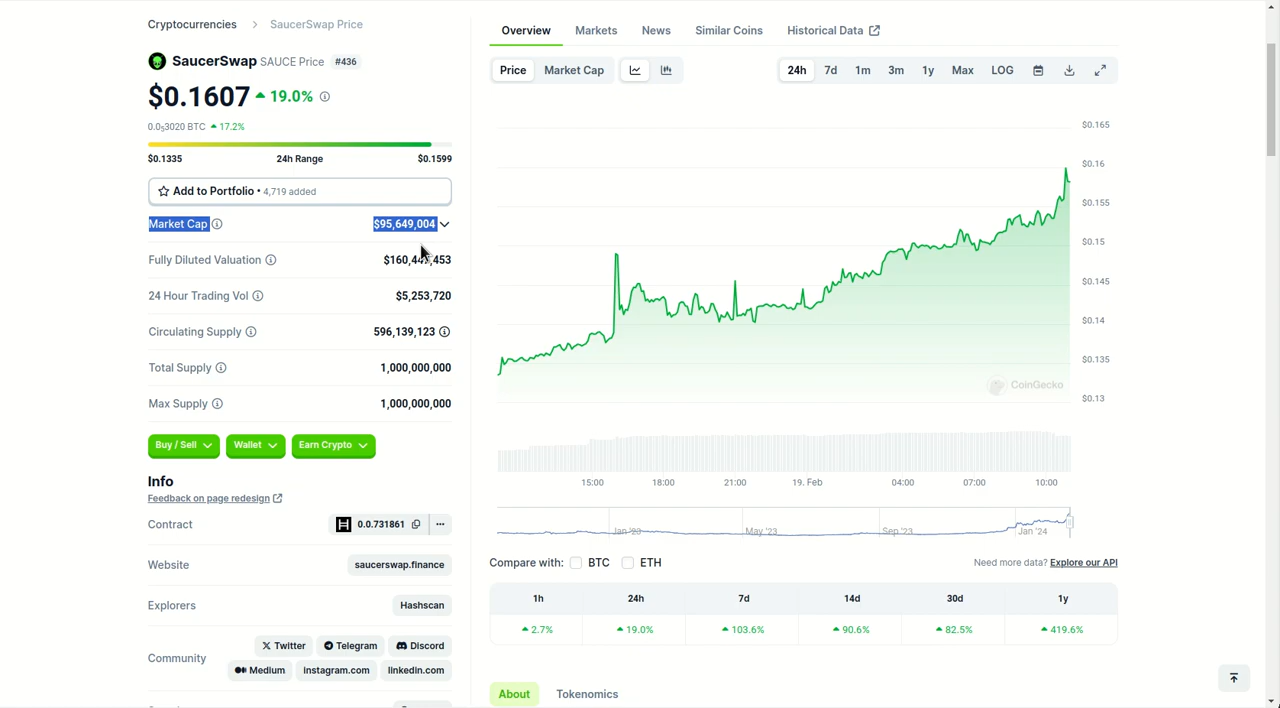 Cryptocurrencies > SaucerSwap Price
SaucerSwap SAUCE Price #436
$0.1607 19.0%
0.0₅3020 BTC 17.2%
$0.1335 24h Range $0.1599
Add to Portfolio • 4,719 added
Market Cap $95,649,004
Fully Diluted Valuation
24 Hour Trading Vol $5,253,720
Circulating Supply 596,139,123
Total Supply 1,000,000,000
Max Supply 1,000,000,000
Buy / Sell Wallet Earn Crypto
Info
Feedback on page redesign
Contract 0.0.731861
Website saucerswap.finance
Explorers Hashscan
Community Twitter Telegram Discord
Medium instagram.com linkedin.com
Overview Markets News Similar Coins Historical Data
Price Market Cap 24h 7d 1m 3m 1y Max LOG
$0.165
$0.16
$0.155
$0.15
$0.145
$0.14
$0.135
$0.13
CoinGecko
15:00 18:00 21:00 19. Feb 04:00 07:00 10:00
Jan '23 May '23 Sep '23 Jan '24
Compare with: BTC ETH Need more data? Explore our API
1h 24h 7d 14d 30d 1y
2.7% 19.0% 103.6% 90.6% 82.5% 419.6%
About Tokenomics